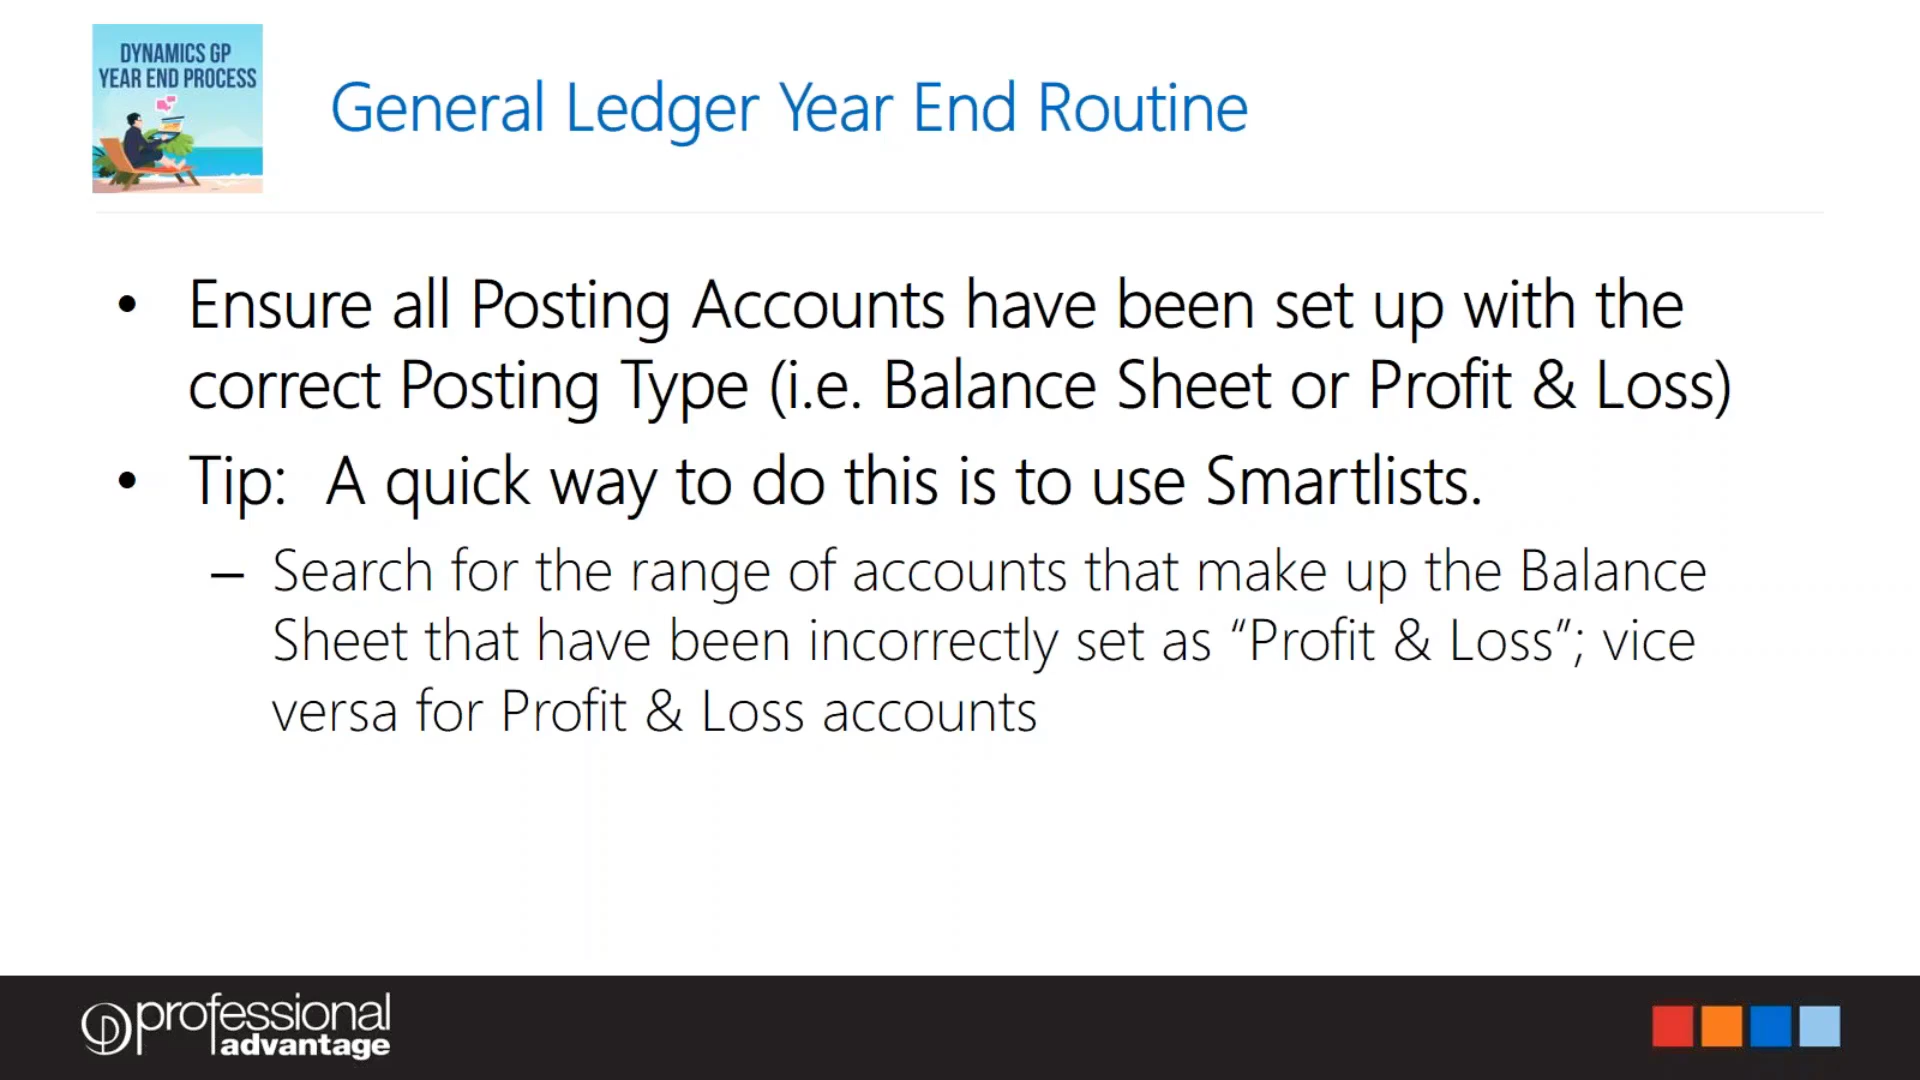 DYNAMICS GP
YEAR END PROCESS
General Ledger Year End Routine
• Ensure all Posting Accounts have been set up with the
correct Posting Type (i.e. Balance Sheet or Profit & Loss)
• Tip:  A quick way to do this is to use Smartlists.
– Search for the range of accounts that make up the Balance
Sheet that have been incorrectly set as “Profit & Loss”; vice
versa for Profit & Loss accounts
professional
advantage